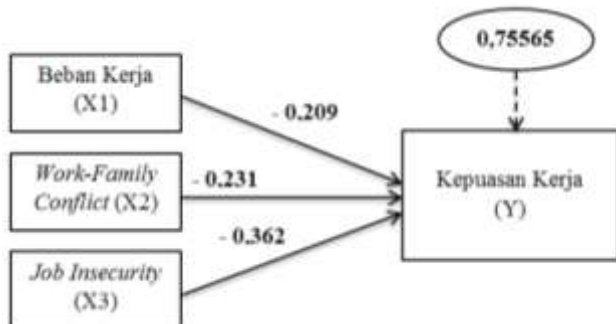 0,75565
Beban Kerja
(X1)
- 0.209
Work-Family
Conflict (X2)
- 0.231
Kepuasan Kerja
(Y)
- 0.362
Job Insecurity
(X3)